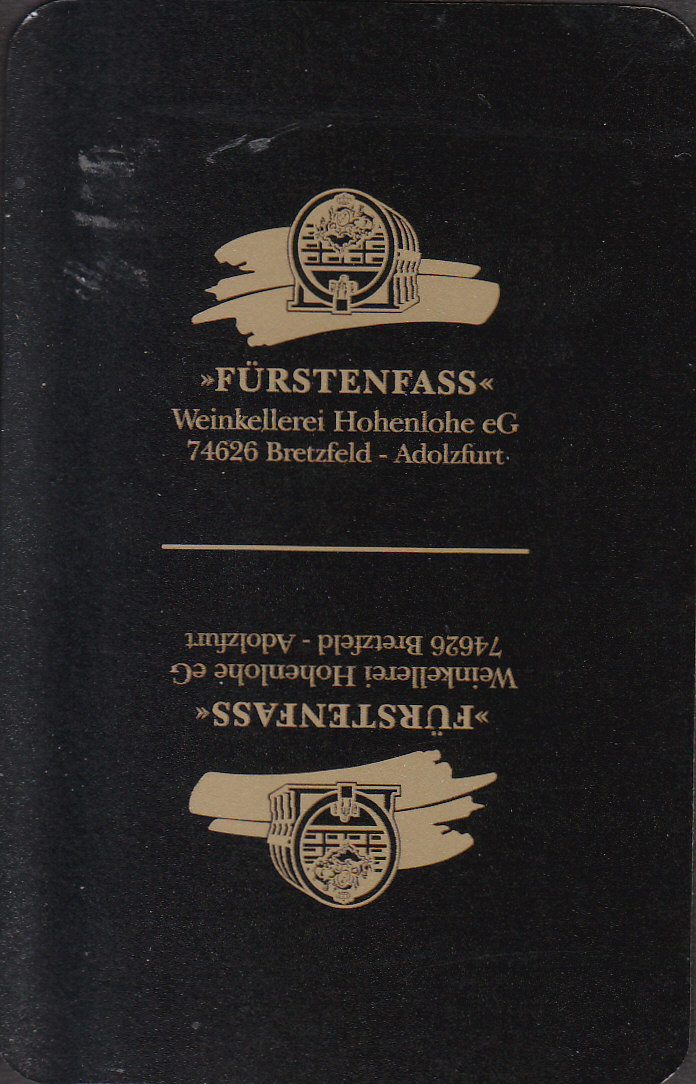 »FÜRSTENFASS«
Weinkellerei Hohenlohe eG
74626 Bretzfeld - Adolzfurt
»FÜRSTENFASS«
Weinkellerei Hohenlohe eG
74626 Bretzfeld - Adolzfurt